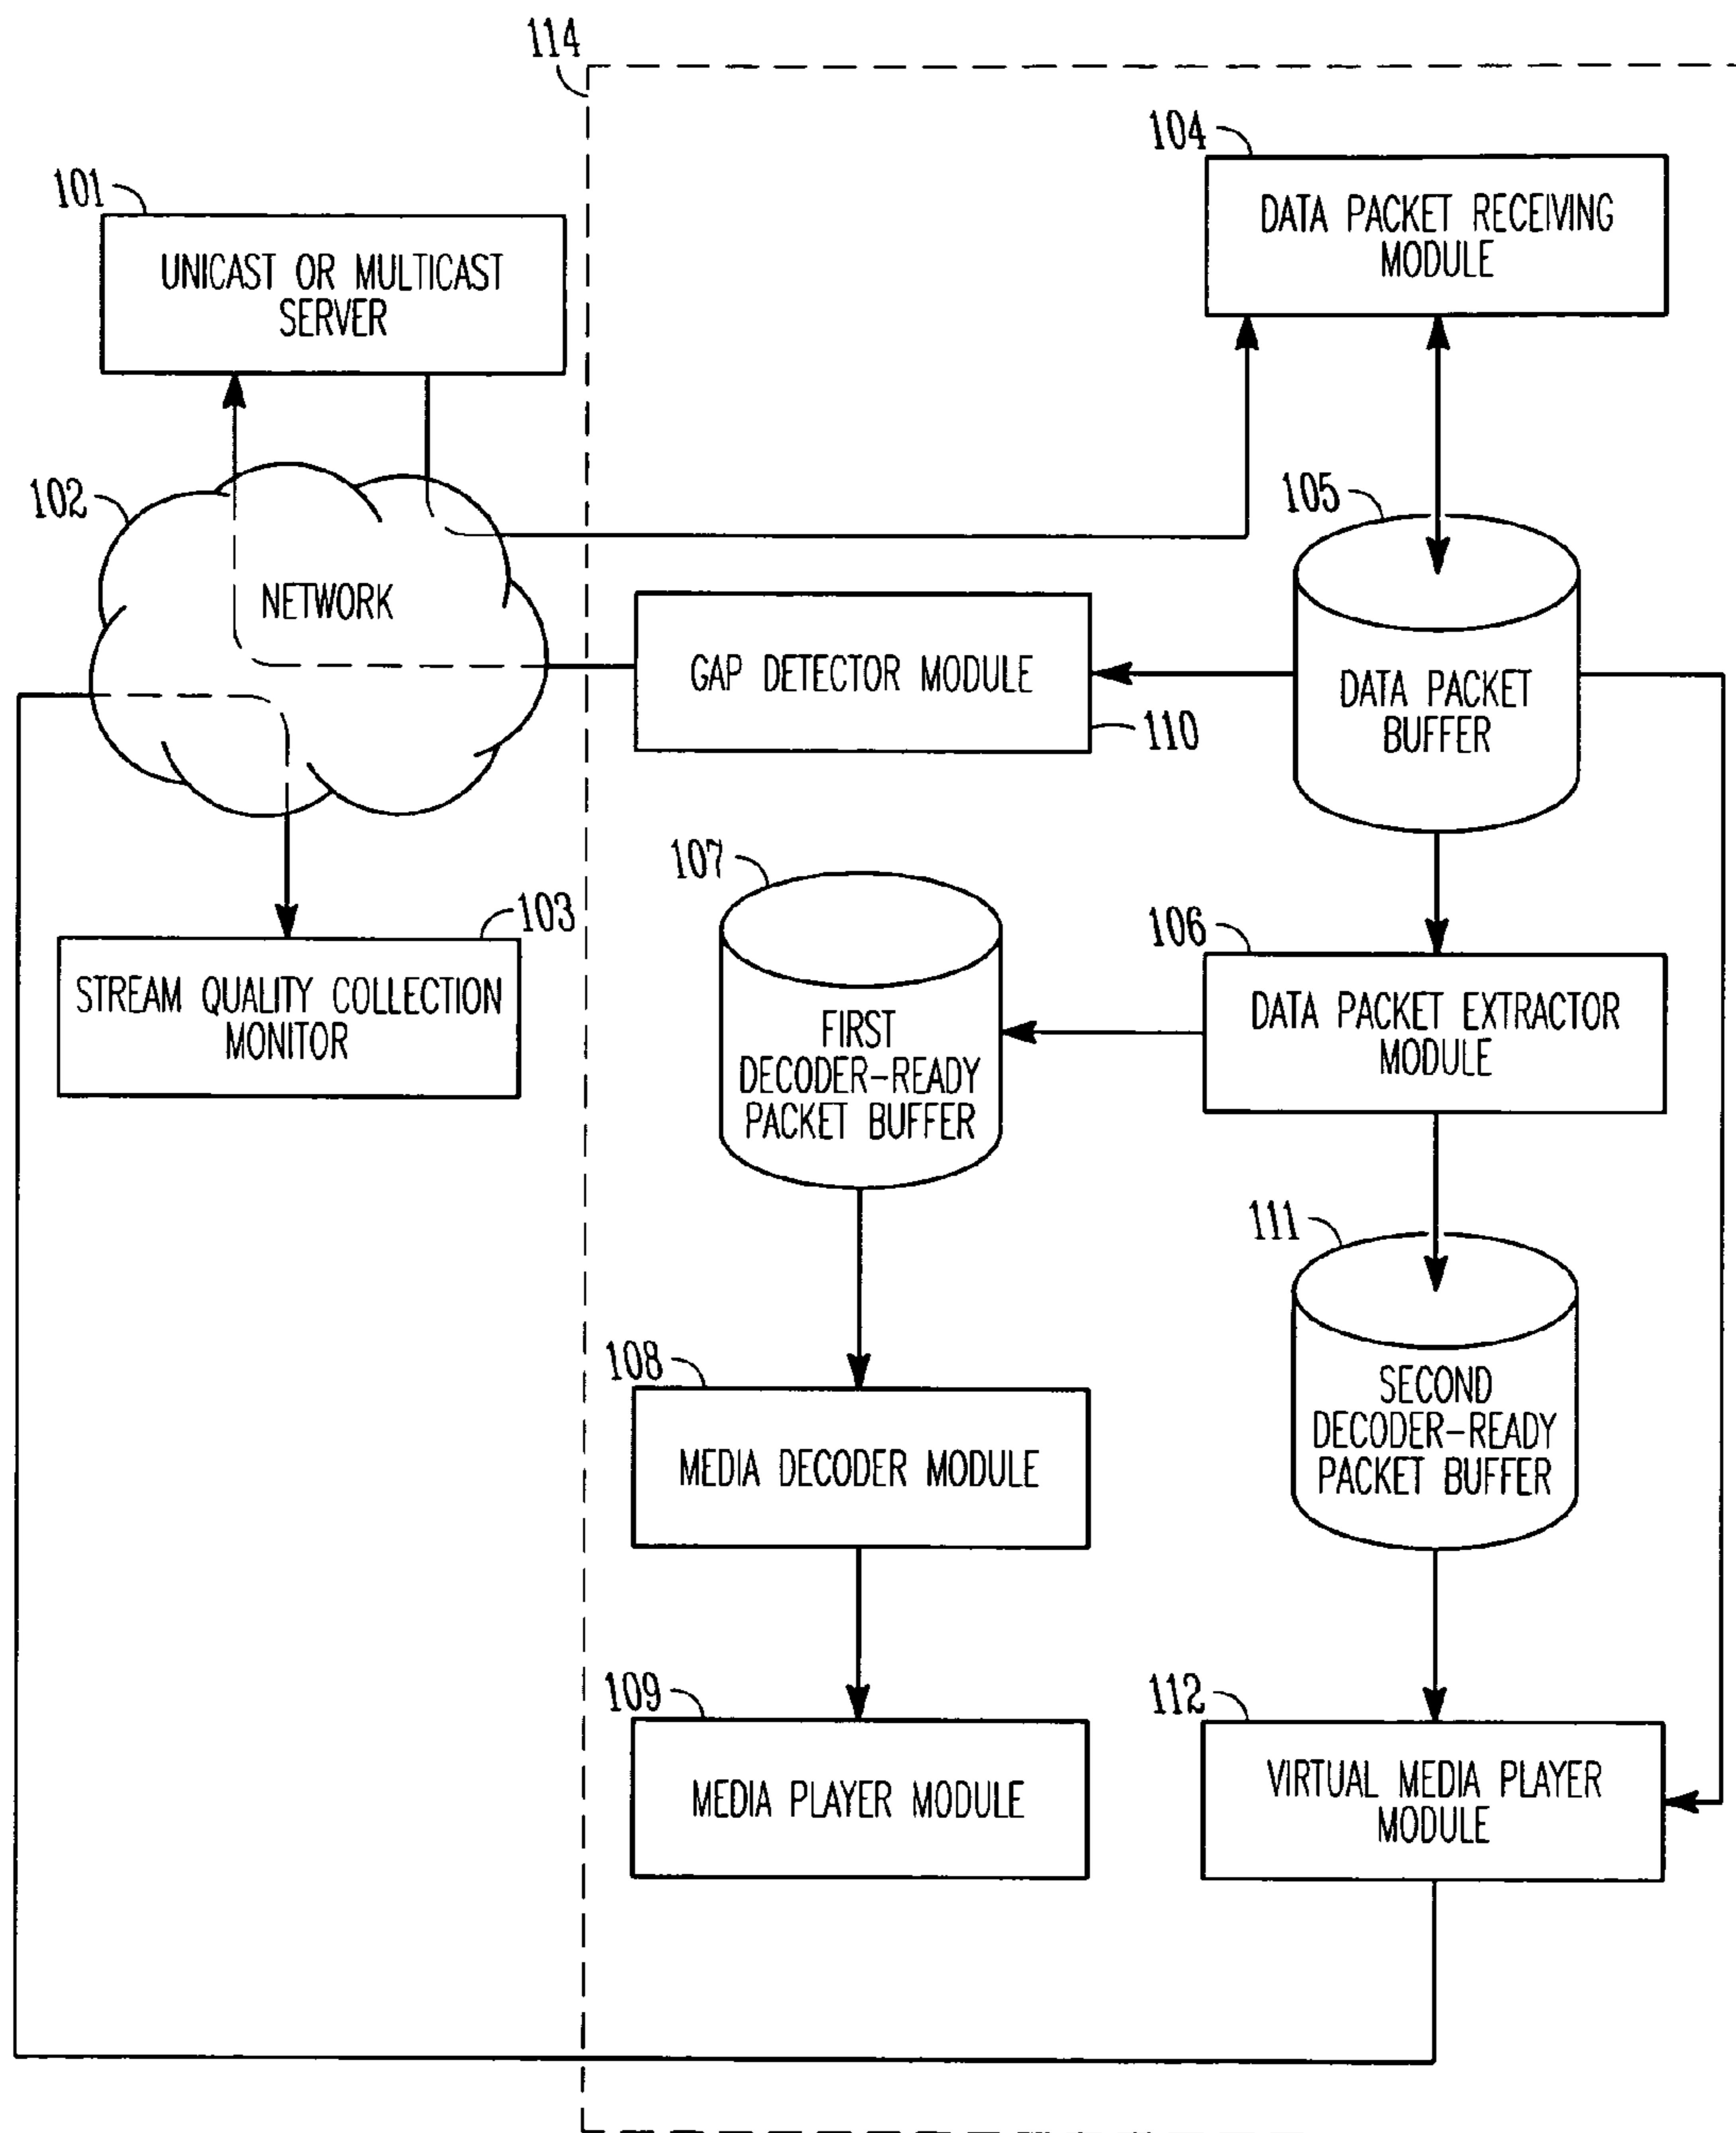 114
104
DATA PACKET RECEIVING
MODULE
101
UNICAST OR MULTICAST
SERVER
102
NETWORK
105
DATA PACKET
BUFFER
GAP DETECTOR MODULE
110
103
STREAM QUALITY COLLECTION
MONITOR
107
FIRST
DECODER-READY
PACKET BUFFER
106
DATA PACKET EXTRACTOR
MODULE
111
SECOND
DECODER-READY
PACKET BUFFER
108
MEDIA DECODER MODULE
109
MEDIA PLAYER MODULE
112
VIRTUAL MEDIA PLAYER
MODULE